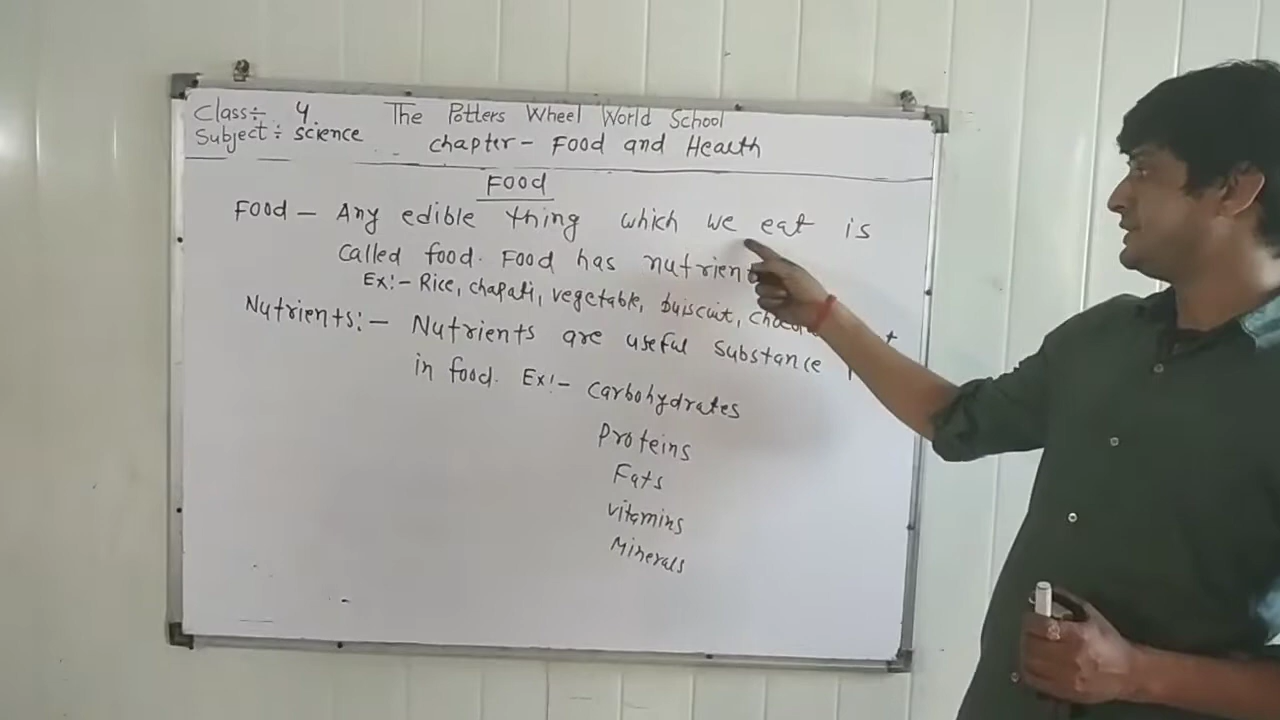 Class÷ 4 The Potters Wheel World School
Subject÷ science chapter- Food and Health
Food
Food - Any edible thing which we eat is
called food. Food has nutrient
Ex:- Rice, chapati, vegetable, buiscuit,
Nutrients:- Nutrients are useful substance
in food. Ex:- carbohydrates
Proteins
Fats
vitamins
Minerals